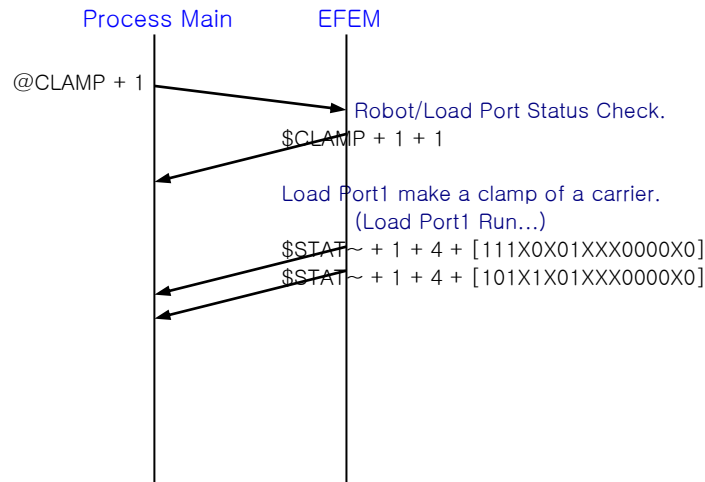 Process Main
EFEM
@CLAMP + 1
Robot/Load Port Status Check.
$CLAMP + 1 + 1
Load Port1 make a clamp of a carrier.
(Load Port1 Run...)
$STAT~ + 1 + 4 + [111X0X01XXX0000X0]
$STAT~ + 1 + 4 + [101X1X01XXX0000X0]